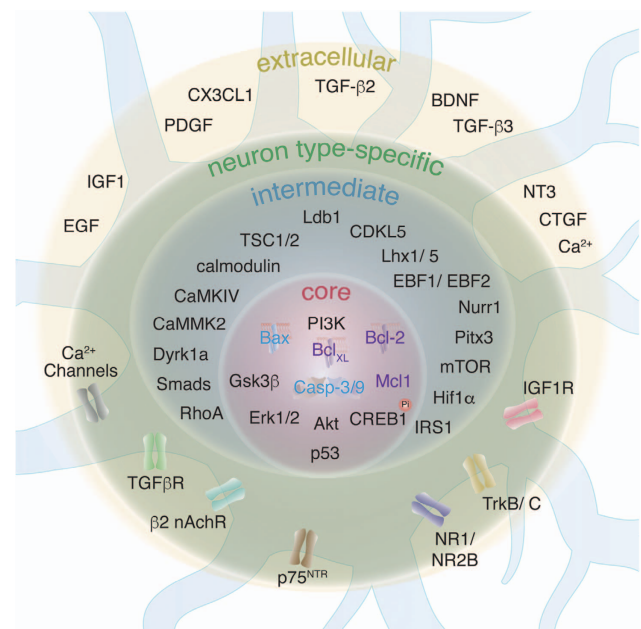 extracellular
CX3CL1
TGF-β2
BDNF
PDGF
TGF-β3
neuron type-specific
IGF1
NT3
EGF
CTGF
Ca²⁺
intermediate
Ldb1
TSC1/2
CDKL5
calmodulin
Lhx1/ 5
EBF1/ EBF2
CaMKIV
Nurr1
CaMMK2
Pitx3
Dyrk1a
mTOR
Smads
Hif1α
RhoA
IRS1
core
PI3K
Bax
Bcl-2
Bcl XL
Gsk3β
Casp-3/9
Mcl1
Pi
Erk1/2
Akt
CREB1
p53
Ca²⁺
Channels
IGF1R
TGFβR
TrkB/ C
β2 nAchR
NR1/
NR2B
p75NTR